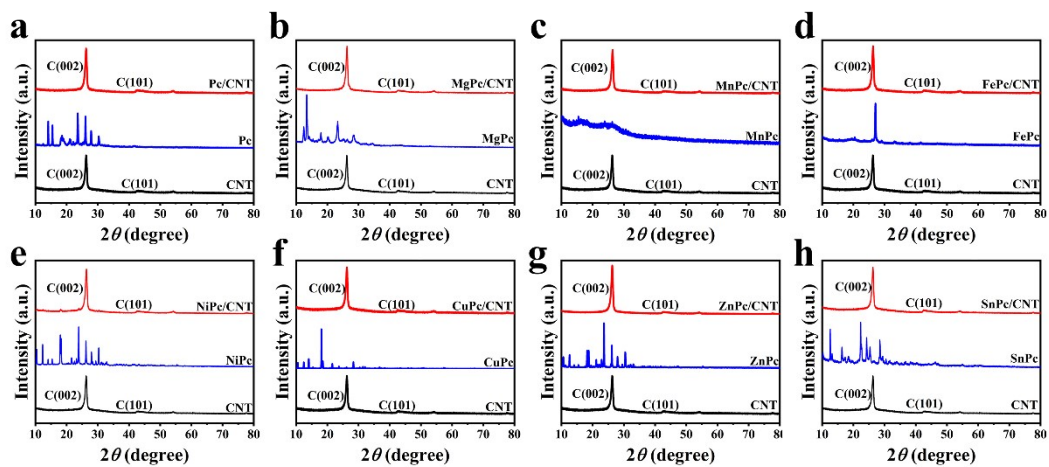 a
Intensity (a.u.)
C(002)
C(101)
Pc/CNT
Pc
C(002)
C(101)
CNT
10 20 30 40 50 60 70 80
2θ (degree)
b
Intensity (a.u.)
C(002)
C(101)
MgPc/CNT
MgPc
C(002)
C(101)
CNT
10 20 30 40 50 60 70 80
2θ (degree)
c
Intensity (a.u.)
C(002)
C(101)
MnPc/CNT
MnPc
C(002)
C(101)
CNT
10 20 30 40 50 60 70 80
2θ (degree)
d
Intensity (a.u.)
C(002)
C(101)
FePc/CNT
FePc
C(002)
C(101)
CNT
10 20 30 40 50 60 70 80
2θ (degree)
e
Intensity (a.u.)
C(002)
C(101)
NiPc/CNT
NiPc
C(002)
C(101)
CNT
10 20 30 40 50 60 70 80
2θ (degree)
f
Intensity (a.u.)
C(002)
C(101)
CuPc/CNT
CuPc
C(002)
C(101)
CNT
10 20 30 40 50 60 70 80
2θ (degree)
g
Intensity (a.u.)
C(002)
C(101)
ZnPc/CNT
ZnPc
C(002)
C(101)
CNT
10 20 30 40 50 60 70 80
2θ (degree)
h
Intensity (a.u.)
C(002)
C(101)
SnPc/CNT
SnPc
C(002)
C(101)
CNT
10 20 30 40 50 60 70 80
2θ (degree)